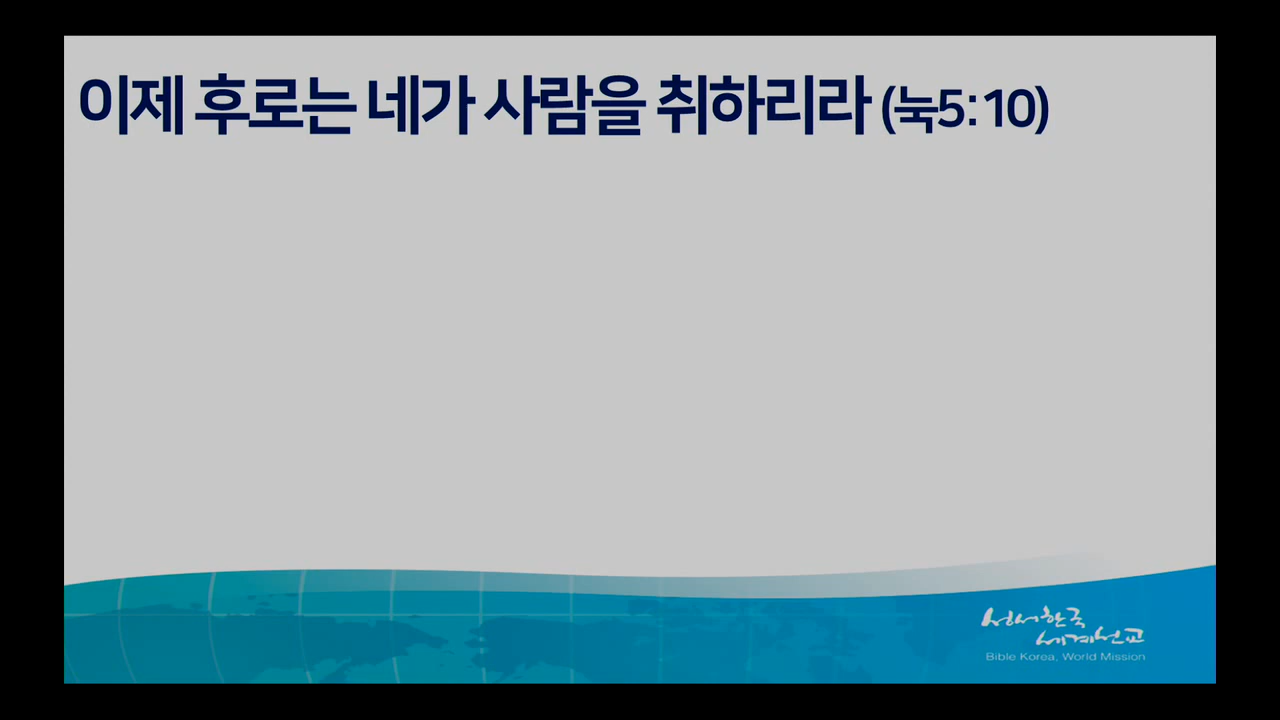 이제 후로는 네가 사람을 취하리라 (눅5:10)
성서한국
세계선교
Bible Korea, World Mission